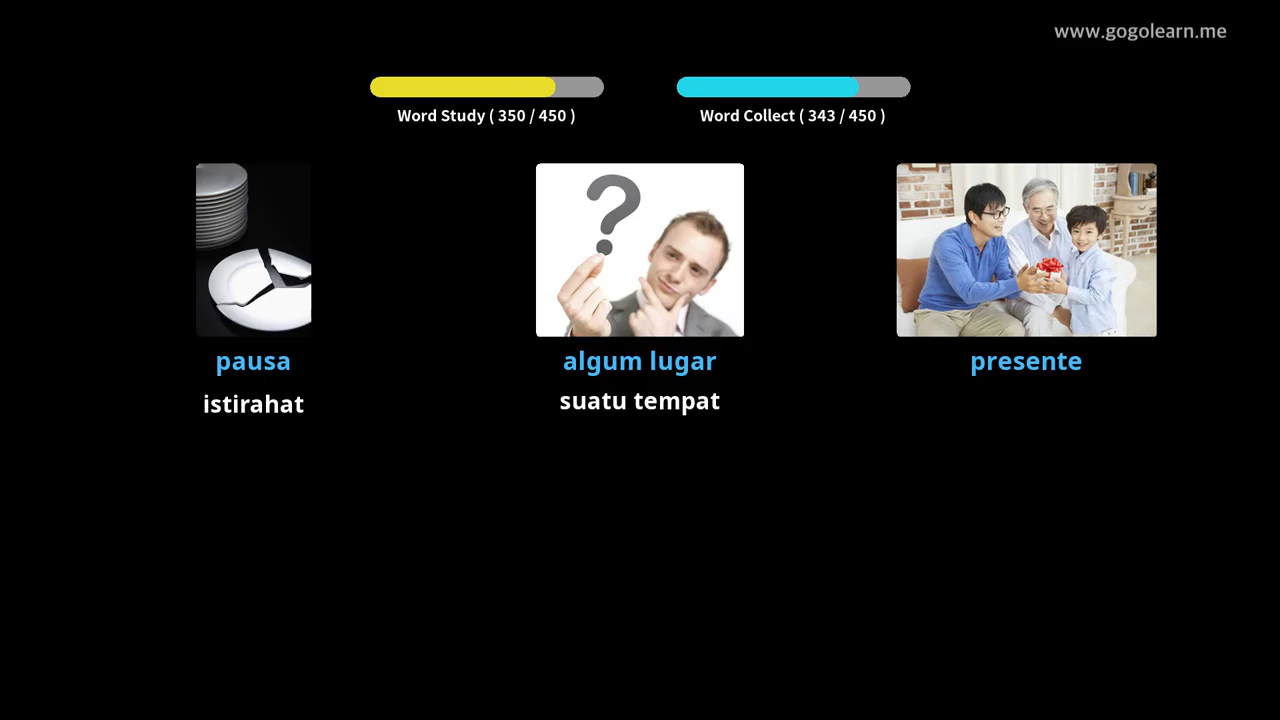 www.gogolearn.me
Word Study ( 350 / 450 )
Word Collect ( 343 / 450 )
pausa
algum lugar
presente
istirahat
suatu tempat